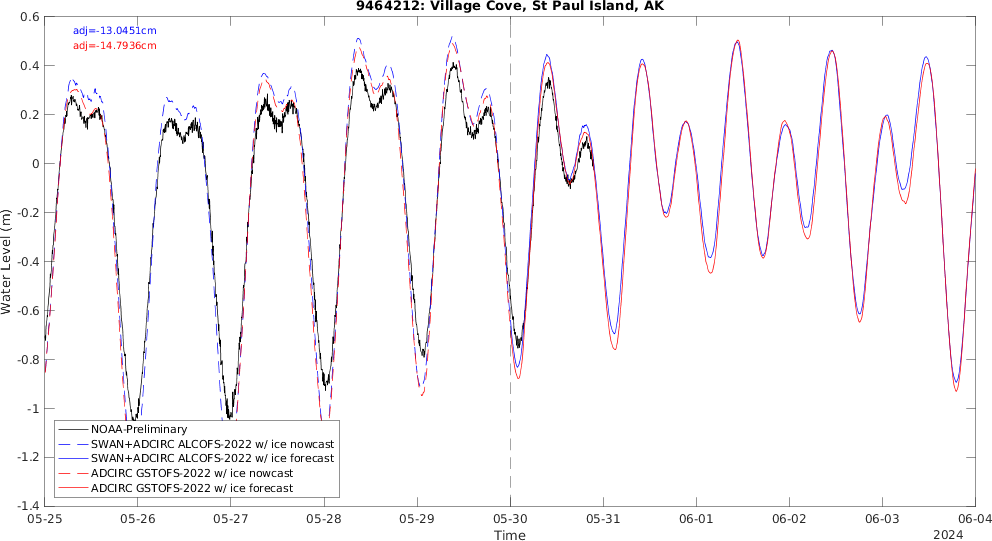 9464212: Village Cove, St Paul Island, AK
adj=-13.0451cm
adj=-14.7936cm
Water Level (m)
0.6
0.4
0.2
0
-0.2
-0.4
-0.6
-0.8
-1
-1.2
-1.4
NOAA-Preliminary
SWAN+ADCIRC ALCOFS-2022 w/ ice nowcast
SWAN+ADCIRC ALCOFS-2022 w/ ice forecast
ADCIRC GSTOFS-2022 w/ ice nowcast
ADCIRC GSTOFS-2022 w/ ice forecast
05-25 05-26 05-27 05-28 05-29 05-30 05-31 06-01 06-02 06-03 06-04
Time
2024